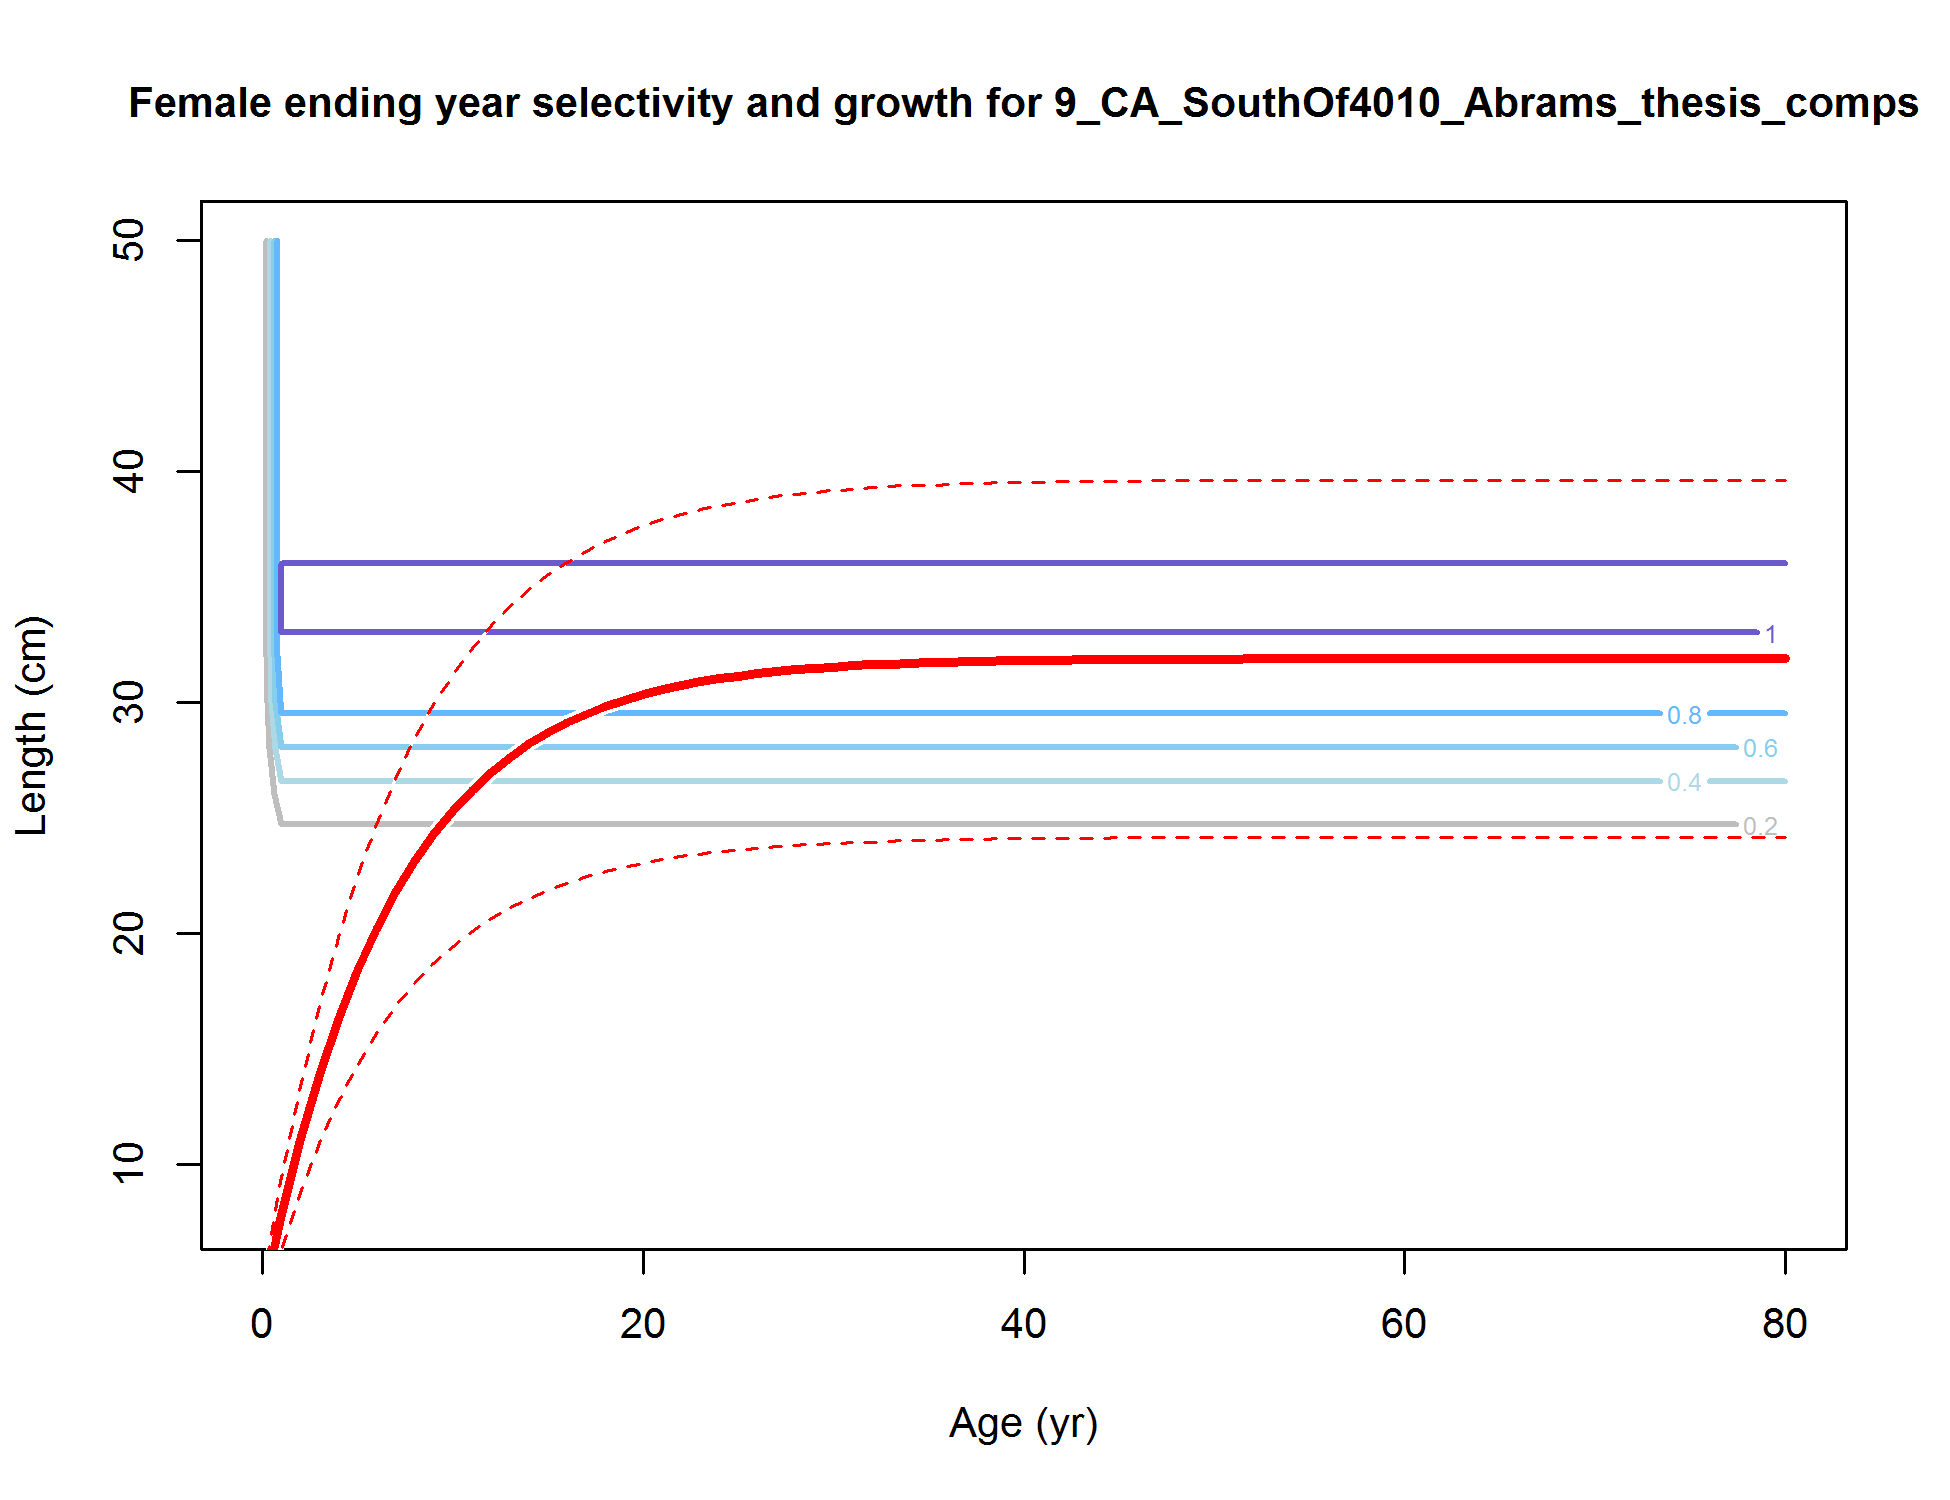 Female ending year selectivity and growth for 9_CA_SouthOf4010_Abrams_thesis_comps
50
40
30
20
10
Length (cm)
1
0.8
0.6
0.4
0.2
0 20 40 60 80
Age (yr)